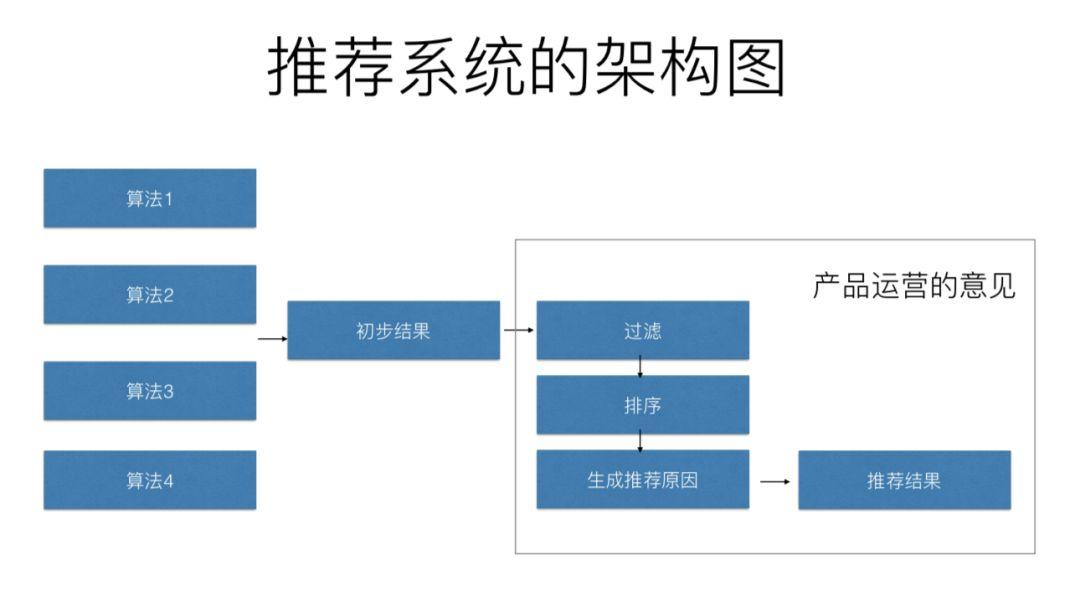 推荐系统的架构图
算法1
算法2
算法3
算法4
初步结果
产品运营的意见
过滤
排序
生成推荐原因
推荐结果